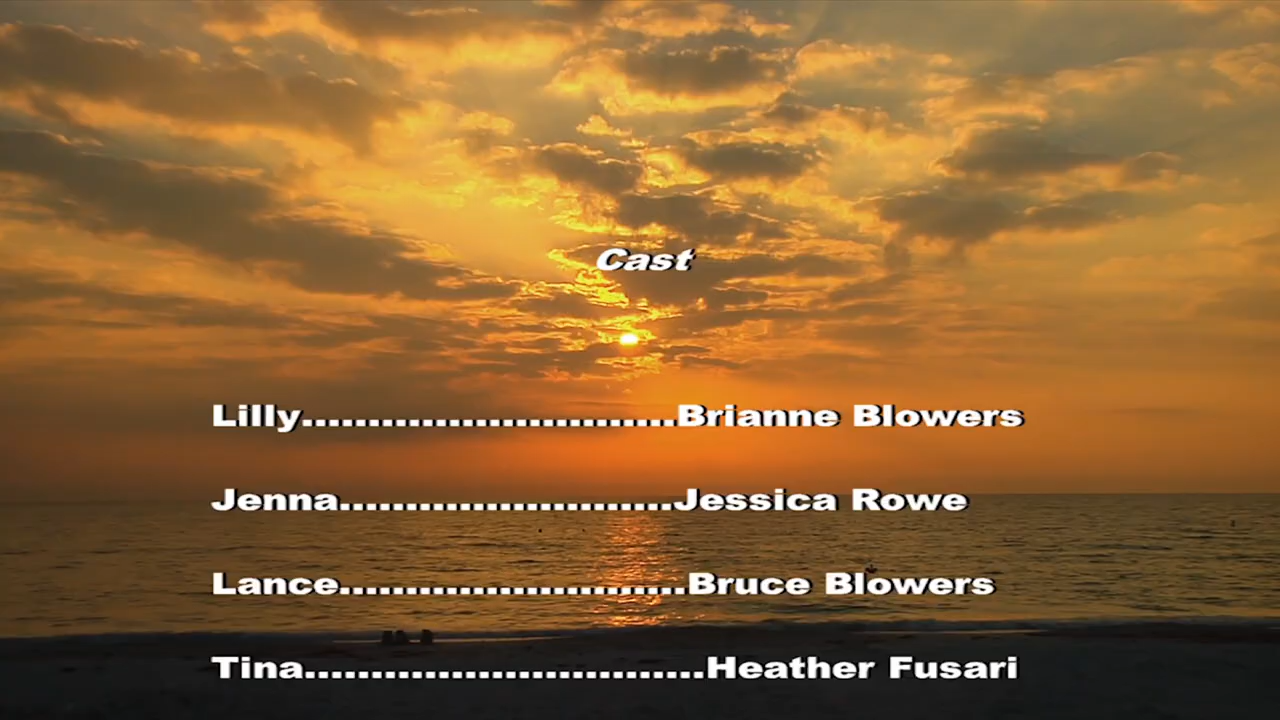 Cast
Lilly............................Brianne Blowers
Jenna.........................Jessica Rowe
Lance..........................Bruce Blowers
Tina..............................Heather Fusari